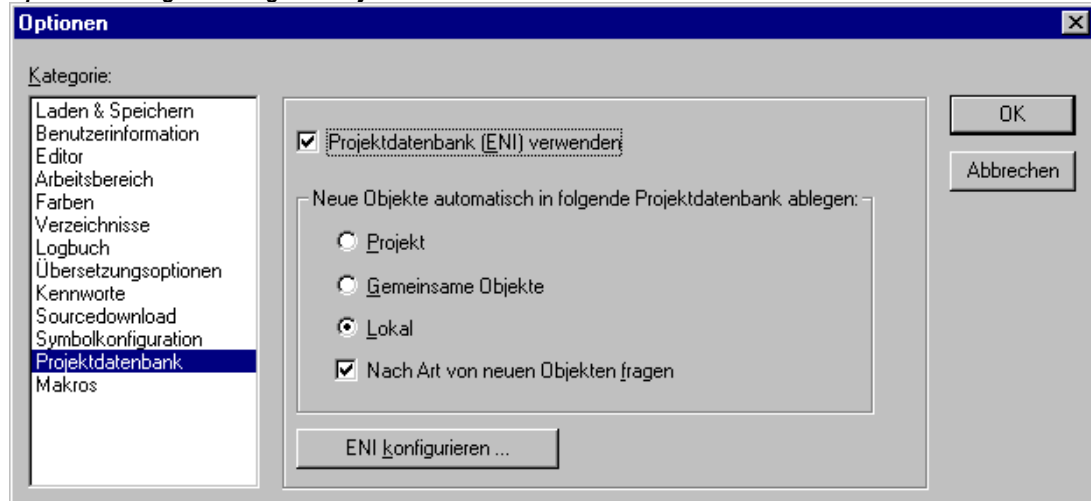 Optionen
Kategorie:
Laden & Speichern
Benutzerinformation
Editor
Arbeitsbereich
Farben
Verzeichnisse
Logbuch
Übersetzungsoptionen
Kennworte
Sourcedownload
Symbolkonfiguration
Projektdatenbank
Makros
Projektdatenbank (ENI) verwenden
Neue Objekte automatisch in folgende Projektdatenbank ablegen:
Projekt
Gemeinsame Objekte
Lokal
Nach Art von neuen Objekten fragen
ENI konfigurieren ...
OK
Abbrechen